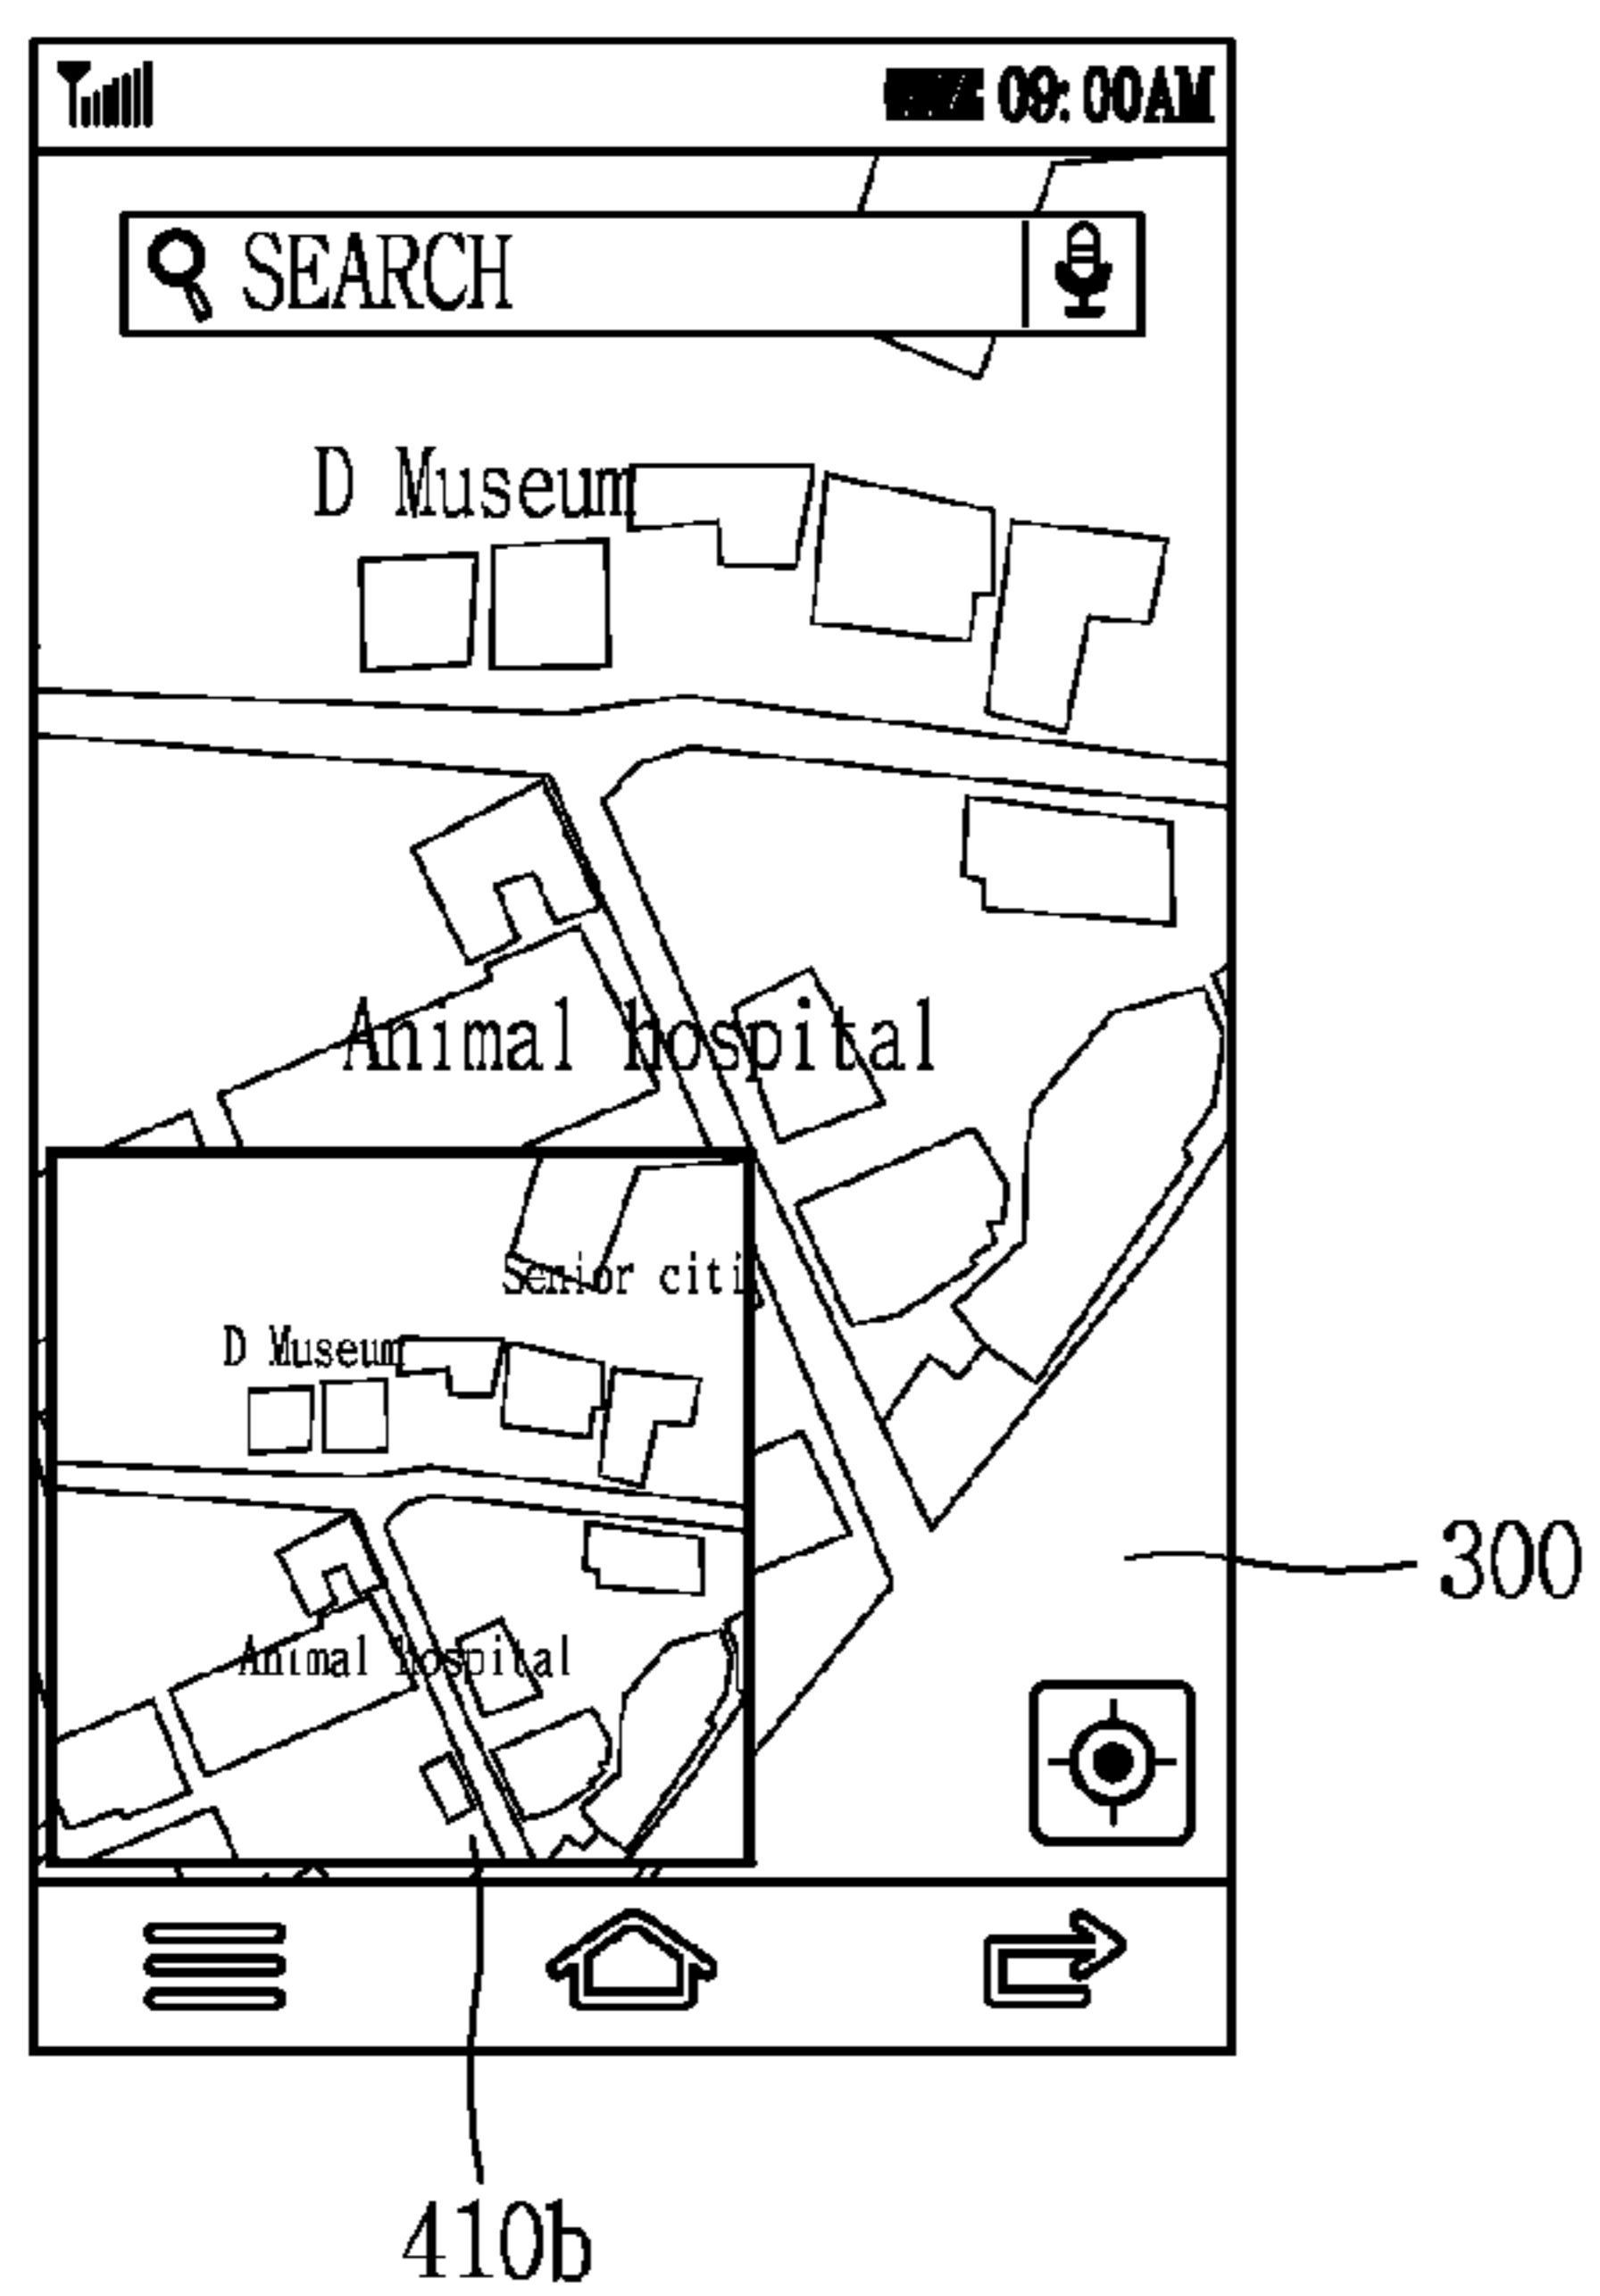 09:00AM
SEARCH
D Museum
Animal hospital
Senior citi
D Museum
300
Animal hospital
410b